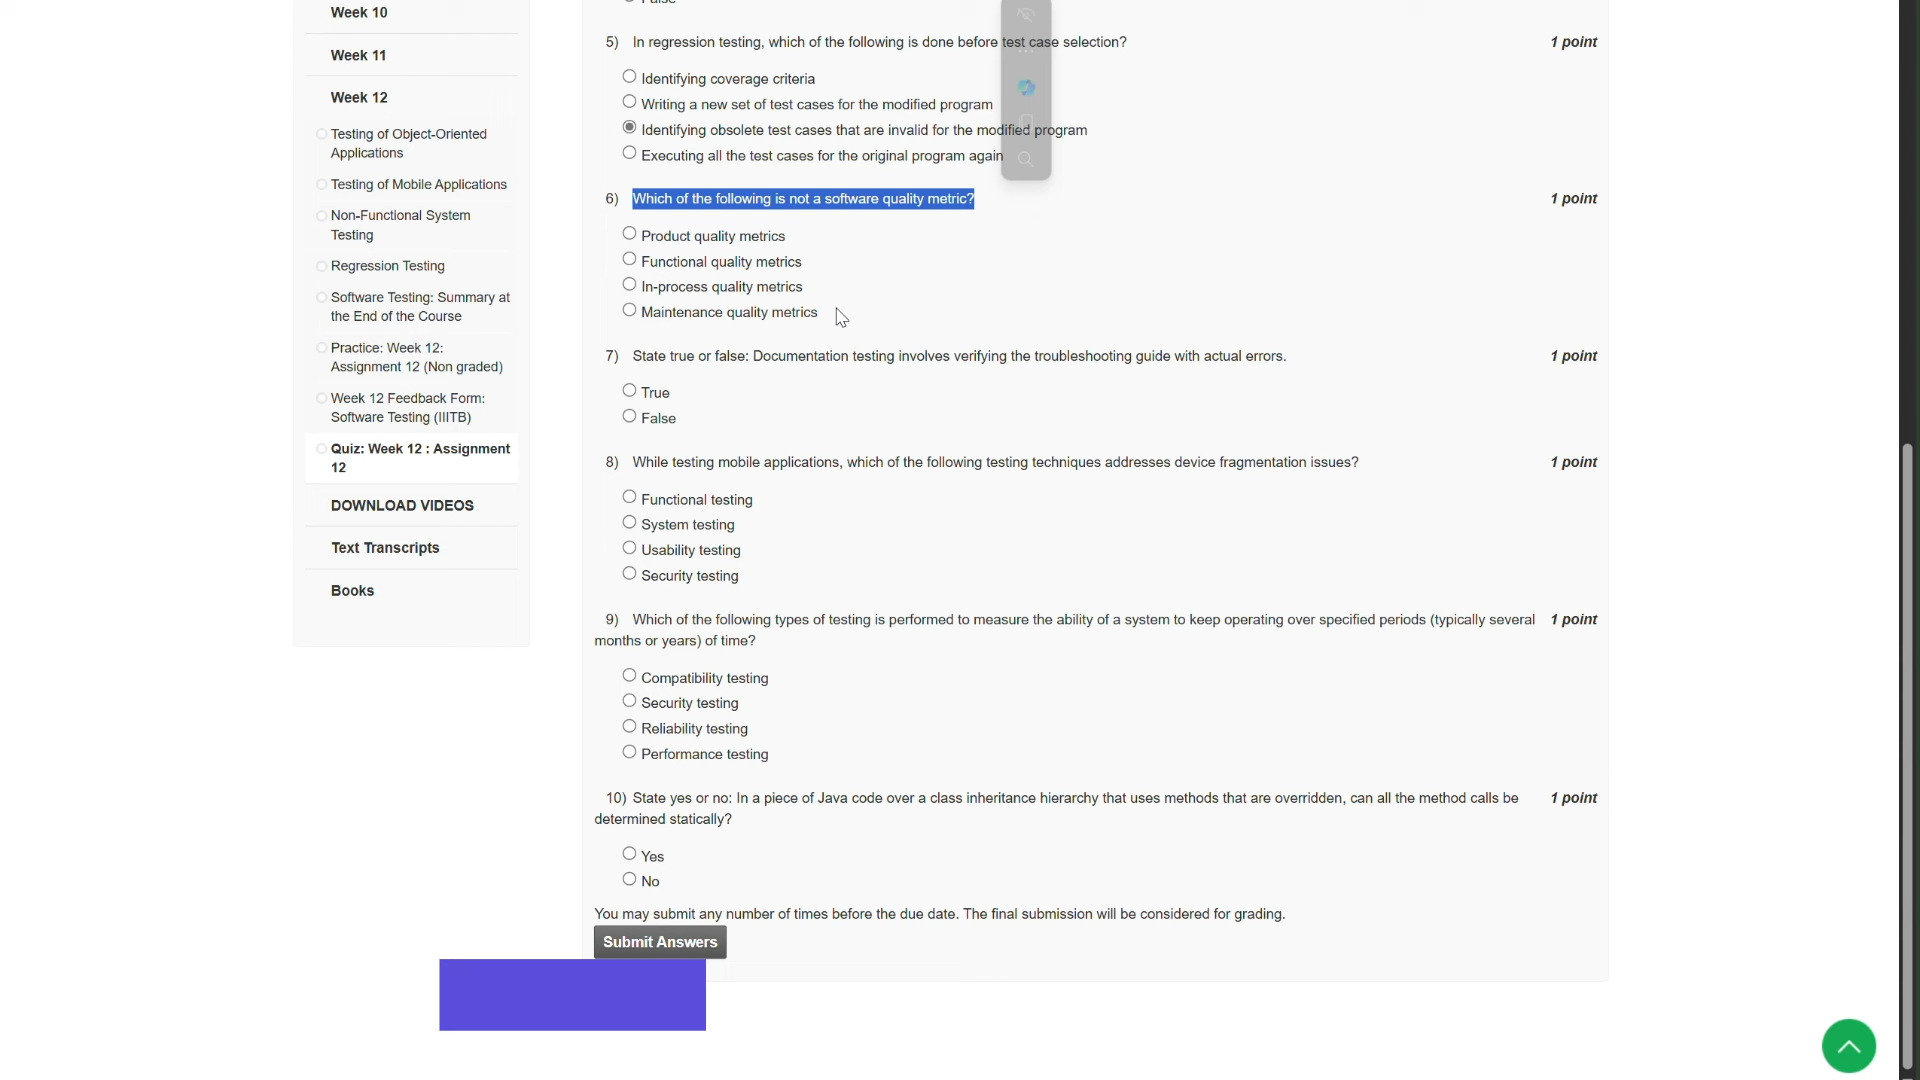 Week 10
Week 11
Week 12
Testing of Object-Oriented
Applications
Testing of Mobile Applications
Non-Functional System
Testing
Regression Testing
Software Testing: Summary at
the End of the Course
Practice: Week 12:
Assignment 12 (Non graded)
Week 12 Feedback Form:
Software Testing (IIITB)
Quiz: Week 12 : Assignment
12
DOWNLOAD VIDEOS
Text Transcripts
Books
False
5) In regression testing, which of the following is done before test case selection? 1 point
Identifying coverage criteria
Writing a new set of test cases for the modified program
Identifying obsolete test cases that are invalid for the modified program
Executing all the test cases for the original program again
6) Which of the following is not a software quality metric? 1 point
Product quality metrics
Functional quality metrics
In-process quality metrics
Maintenance quality metrics
7) State true or false: Documentation testing involves verifying the troubleshooting guide with actual errors. 1 point
True
False
8) While testing mobile applications, which of the following testing techniques addresses device fragmentation issues? 1 point
Functional testing
System testing
Usability testing
Security testing
9) Which of the following types of testing is performed to measure the ability of a system to keep operating over specified periods (typically several 1 point
months or years) of time?
Compatibility testing
Security testing
Reliability testing
Performance testing
10) State yes or no: In a piece of Java code over a class inheritance hierarchy that uses methods that are overridden, can all the method calls be 1 point
determined statically?
Yes
No
You may submit any number of times before the due date. The final submission will be considered for grading.
Submit Answers